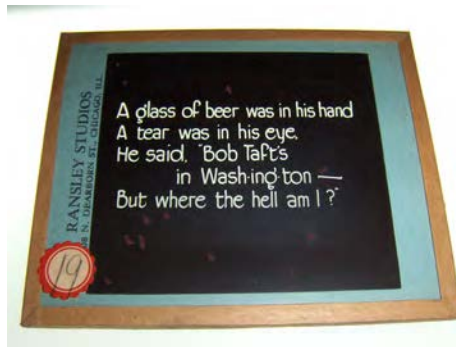 A glass of beer was in his hand
A tear was in his eye,
He said, "Bob Taft's
in Wash-ing-ton —
But where the hell am I?"
RANSLEY STUDIOS
N. DEARBORN ST., CHICAGO, ILL.
19